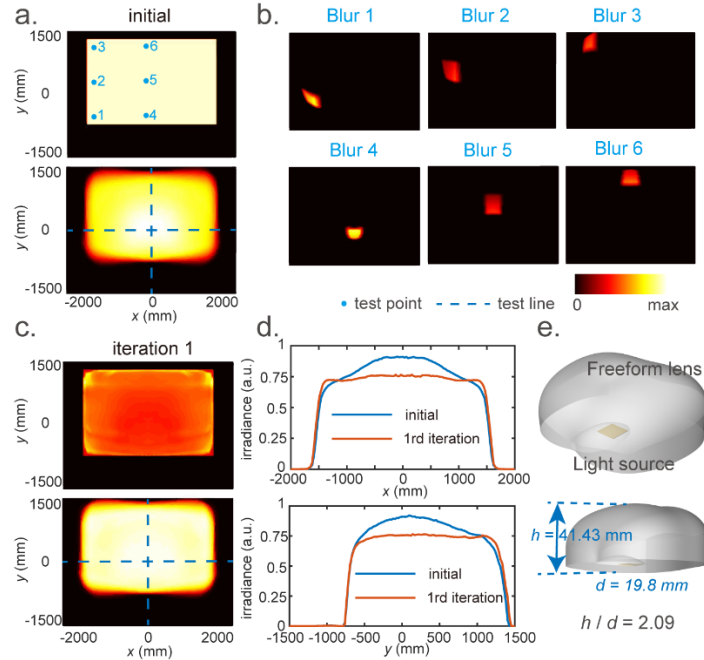 a.
initial
1500
0
-1500
y (mm)
3
6
2
5
1
4
1500
0
-1500
y (mm)
-2000
0
2000
x (mm)
b.
Blur 1
Blur 2
Blur 3
Blur 4
Blur 5
Blur 6
test point
test line
0
max
c.
iteration 1
1500
0
-1500
y (mm)
1500
0
-1500
y (mm)
-2000
0
2000
x (mm)
d.
irradiance (a.u.)
1
0.75
0.5
0.25
0
initial
1rd iteration
-2000
-1000
0
1000
2000
x (mm)
irradiance (a.u.)
1
0.75
0.5
0.25
0
initial
1rd iteration
-1500
-1000
-500
0
500
1000
1500
y (mm)
e.
Freeform lens
Light source
h = 41.43 mm
d = 19.8 mm
h / d = 2.09